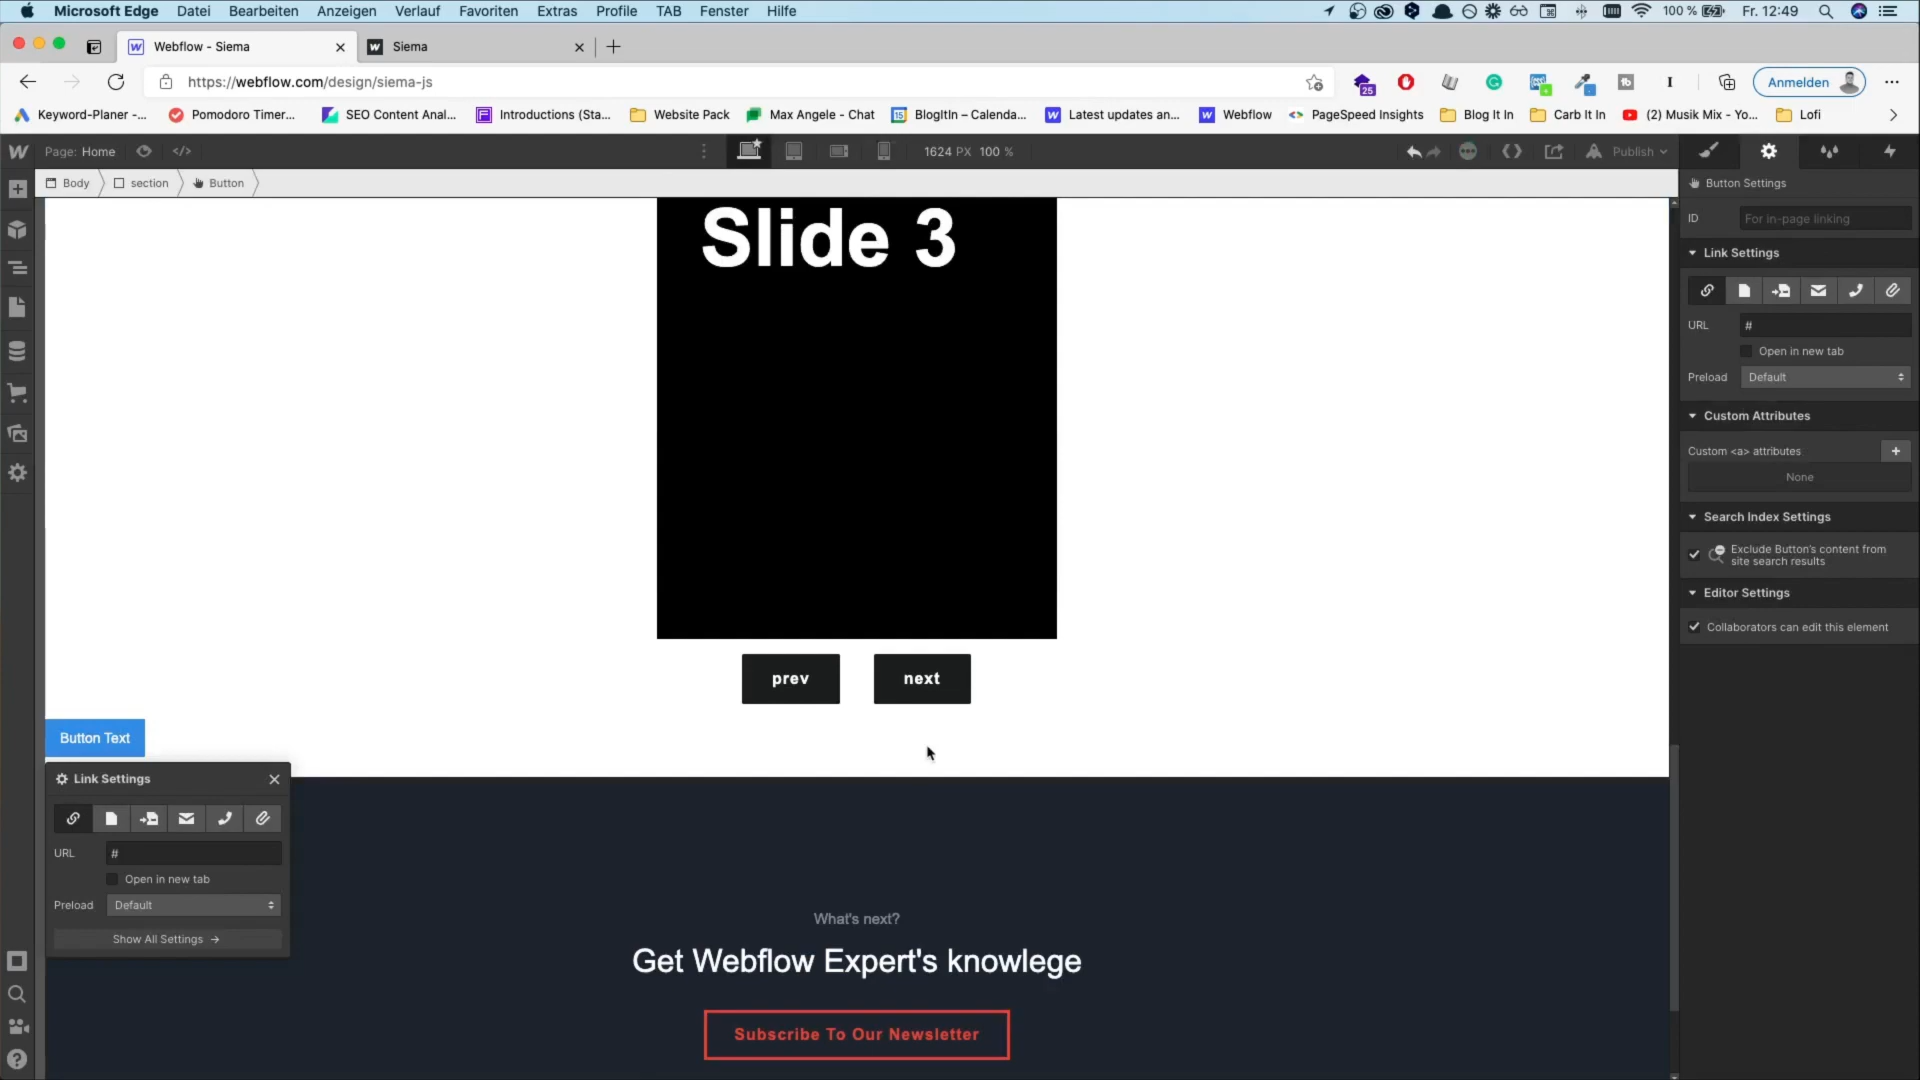 Microsoft Edge Datei Bearbeiten Anzeigen Verlauf Favoriten Extras Profile TAB Fenster Hilfe 100 % Fr. 12:49
Webflow - Siema Siema
https://webflow.com/design/siema-js 25 Anmelden
Keyword-Planer -... Pomodoro Timer... SEO Content Anal... Introductions (Sta... Website Pack Max Angele - Chat BlogItIn – Calenda... Latest updates an... Webflow PageSpeed Insights Blog It In Carb It In (2) Musik Mix - Yo... Lofi
Page: Home 1624 PX 100 % Publish
Body section Button
Button Settings
ID For in-page linking
Link Settings
URL #
Open in new tab
Preload Default
Custom Attributes
Custom <a> attributes
None
Search Index Settings
Exclude Button's content from
site search results
Editor Settings
Collaborators can edit this element
Slide 3
prev next
Button Text
Link Settings
URL #
Open in new tab
Preload Default
Show All Settings →
What's next?
Get Webflow Expert's knowlege
Subscribe To Our Newsletter